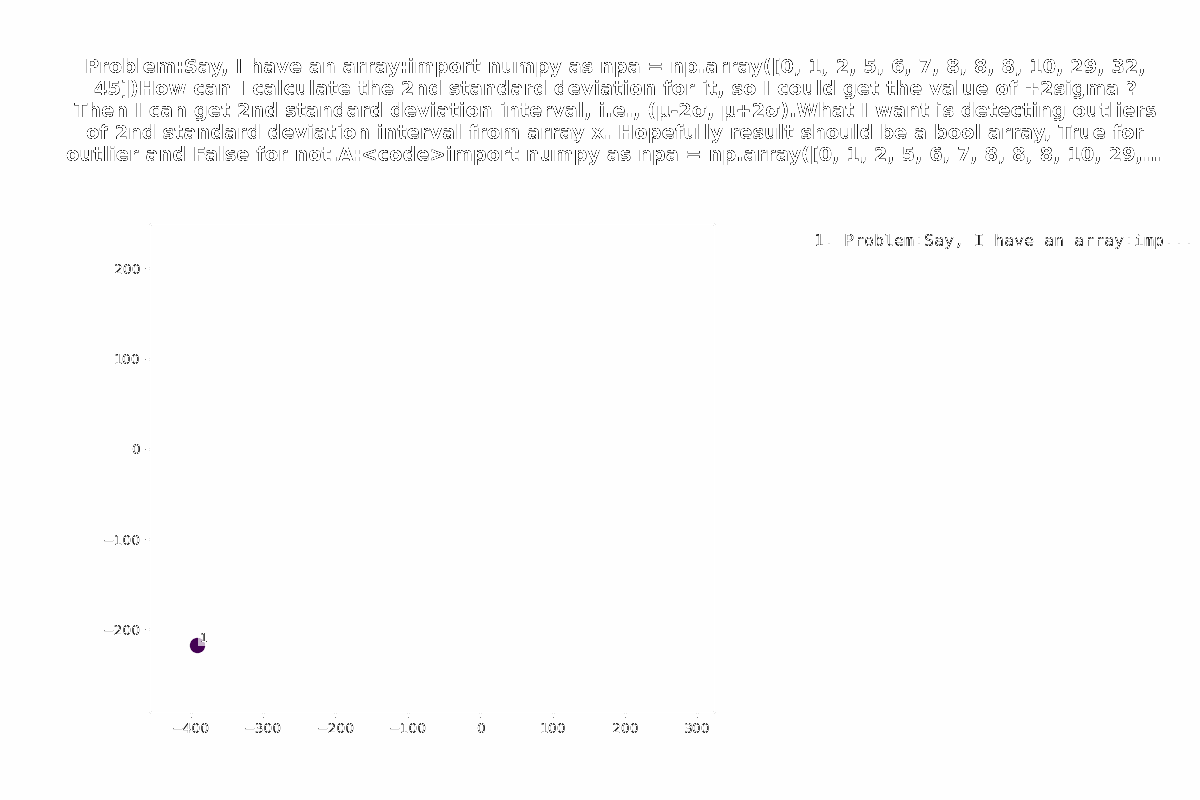 Problem:Say, I have an array:import numpy as npa = np.array([0, 1, 2, 5, 6, 7, 8, 8, 8, 10, 29, 32,
45])How can I calculate the 2nd standard deviation for it, so I could get the value of +2sigma ?
Then I can get 2nd standard deviation interval, i.e., (μ-2σ, μ+2σ).What I want is detecting outliers
of 2nd standard deviation interval from array x. Hopefully result should be a bool array, True for
outlier and False for not.A:<code>import numpy as npa = np.array([0, 1, 2, 5, 6, 7, 8, 8, 8, 10, 29,...
1. Problem:Say, I have an array:imp...
200
100
0
−100
−200
1
−400 −300 −200 −100 0 100 200 300